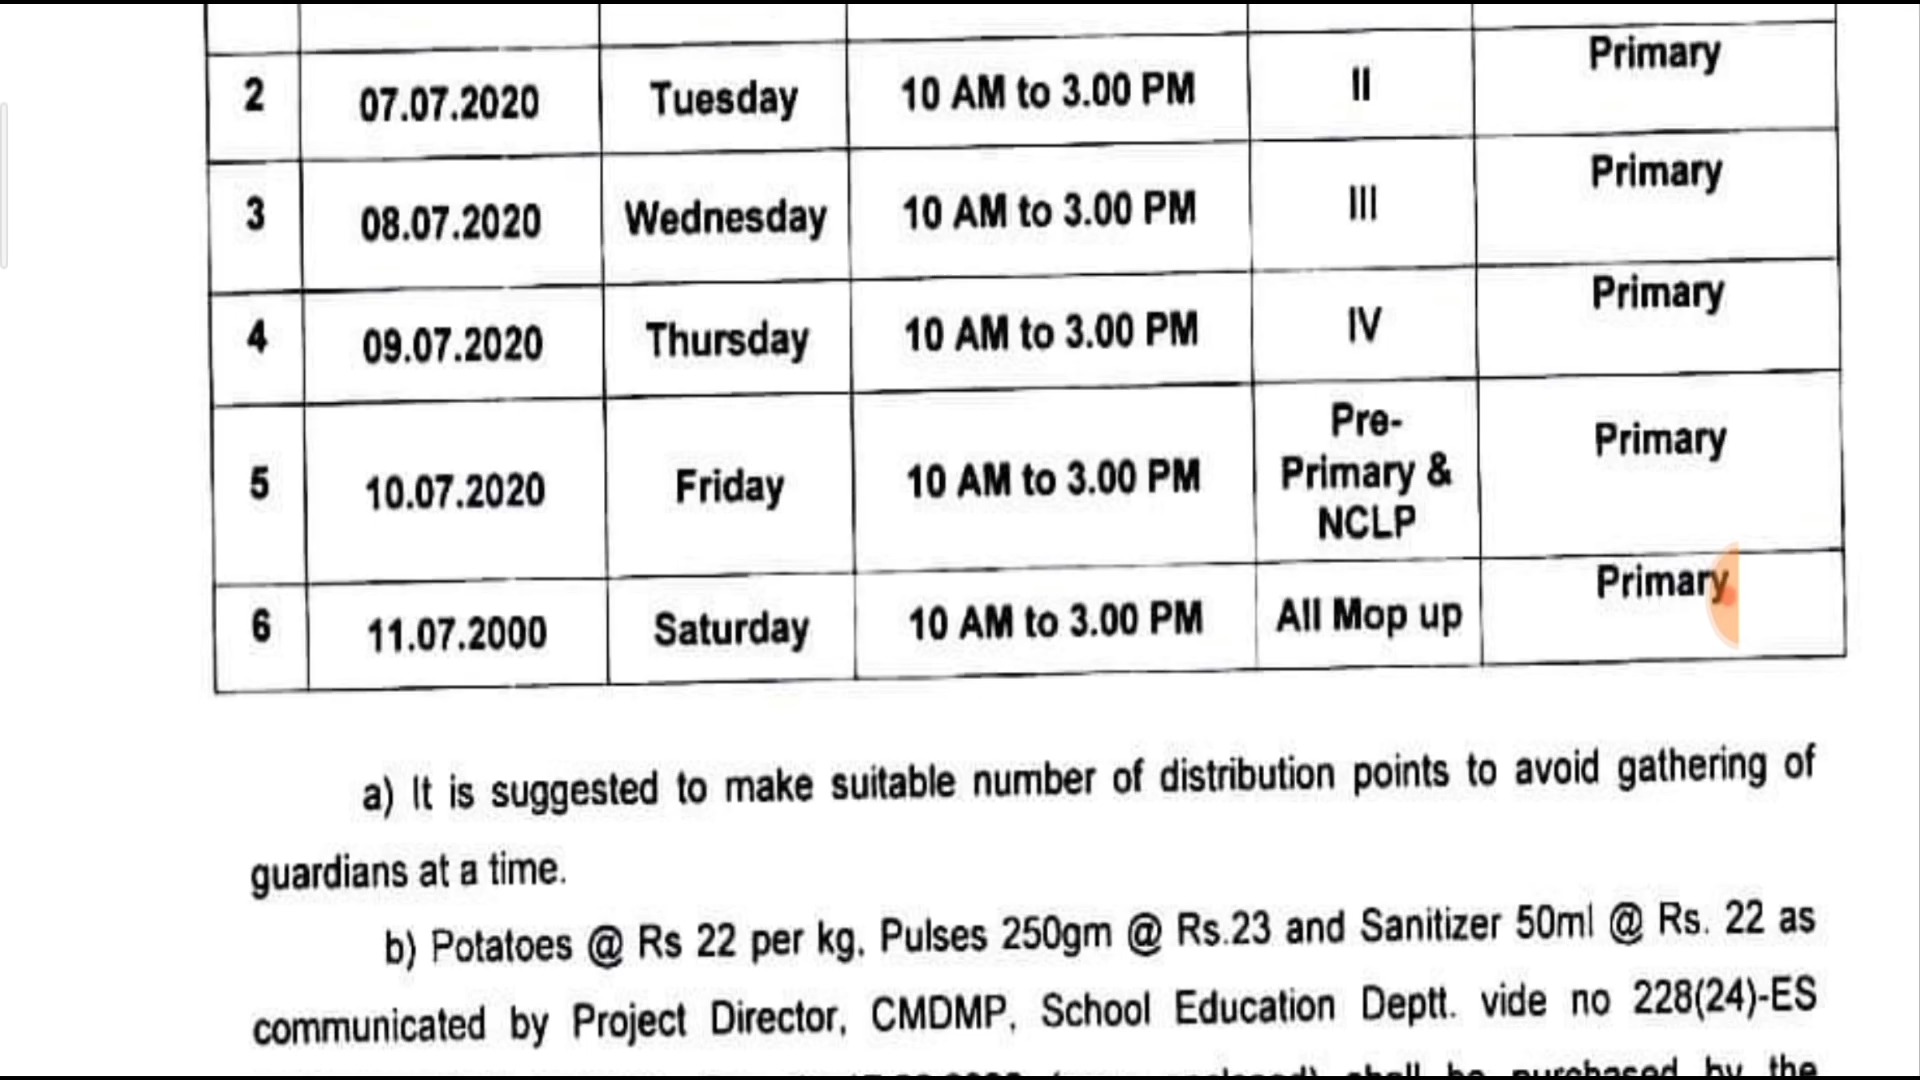 Primary
2 07.07.2020 Tuesday 10 AM to 3.00 PM II
Primary
3 08.07.2020 Wednesday 10 AM to 3.00 PM III
Primary
4 09.07.2020 Thursday 10 AM to 3.00 PM IV
Pre-
Primary
5 10.07.2020 Friday 10 AM to 3.00 PM Primary &
NCLP
Primary
6 11.07.2000 Saturday 10 AM to 3.00 PM All Mop up
a) It is suggested to make suitable number of distribution points to avoid gathering of
guardians at a time.
b) Potatoes @ Rs 22 per kg. Pulses 250gm @ Rs.23 and Sanitizer 50ml @ Rs. 22 as
communicated by Project Director, CMDMP, School Education Deptt. vide no 228(24)-ES
shall be purchased by the